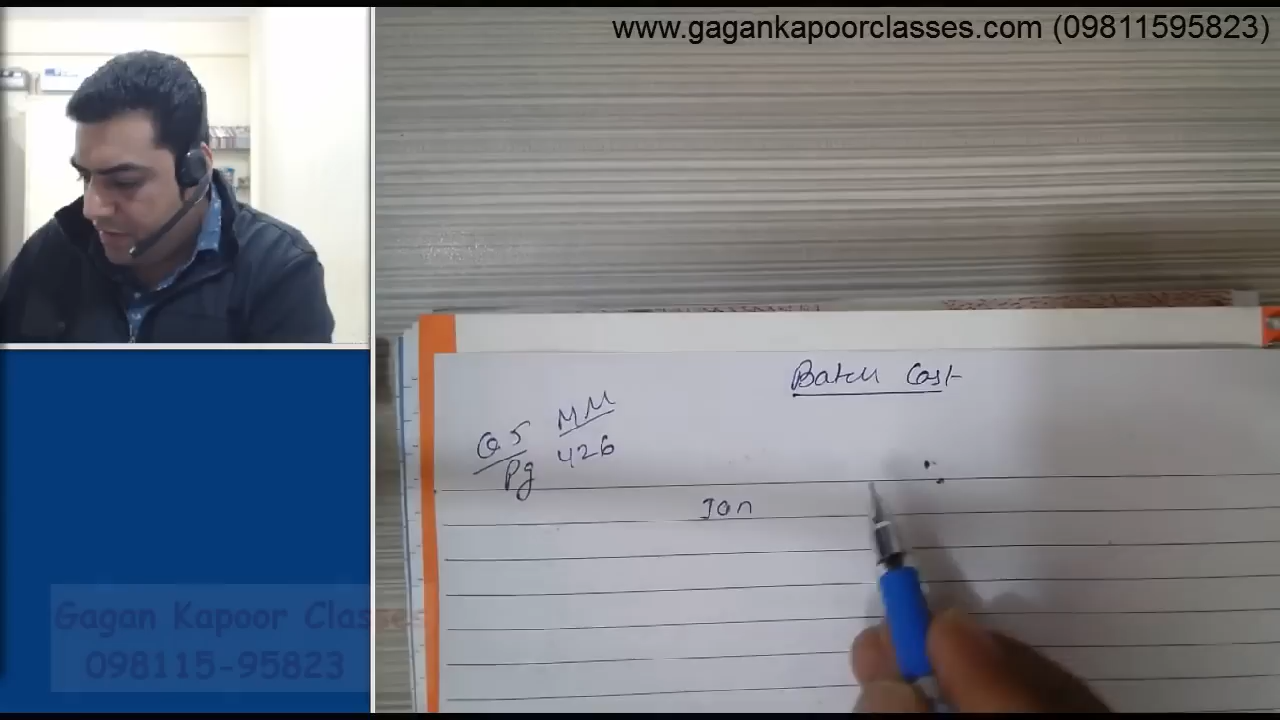 www.gagankapoorclasses.com (09811595823)
Batch Cost
Q5 MM
Pg 426
Jan
Gagan Kapoor Classes
098115-95823